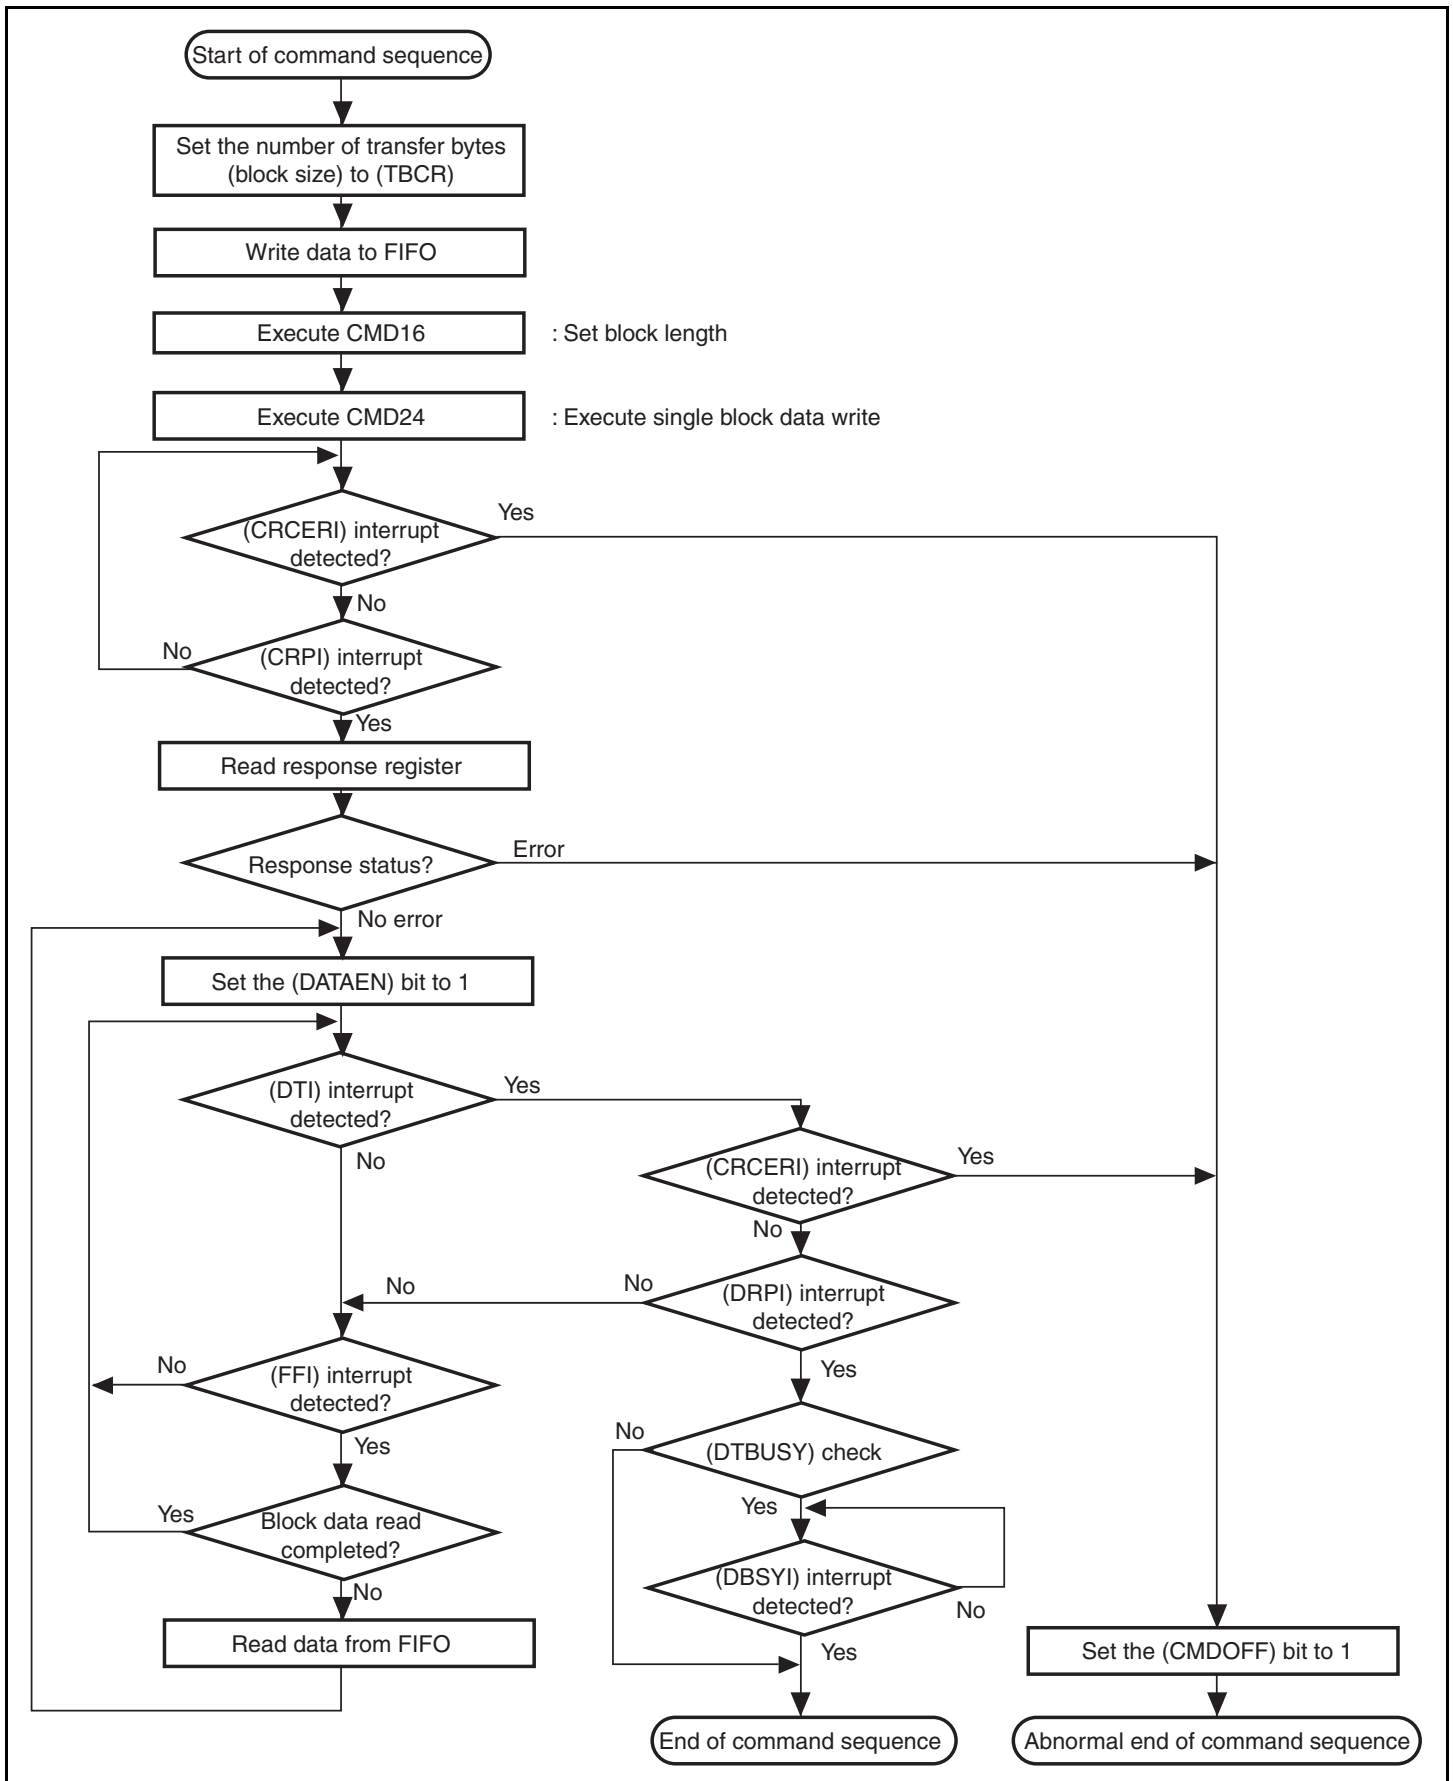 Start of command sequence
Set the number of transfer bytes
(block size) to (TBCR)
Write data to FIFO
Execute CMD16
: Set block length
Execute CMD24
: Execute single block data write
(CRCERI) interrupt
detected?
Yes
No
(CRPI) interrupt
detected?
No
Yes
Read response register
Response status?
Error
No error
Set the (DATAEN) bit to 1
(DTI) interrupt
detected?
Yes
No
(CRCERI) interrupt
detected?
Yes
No
(DRPI) interrupt
detected?
No
No
Yes
(FFI) interrupt
detected?
No
Yes
(DTBUSY) check
No
Yes
Block data read
completed?
Yes
No
(DBSYI) interrupt
detected?
No
Yes
Read data from FIFO
Set the (CMDOFF) bit to 1
End of command sequence
Abnormal end of command sequence